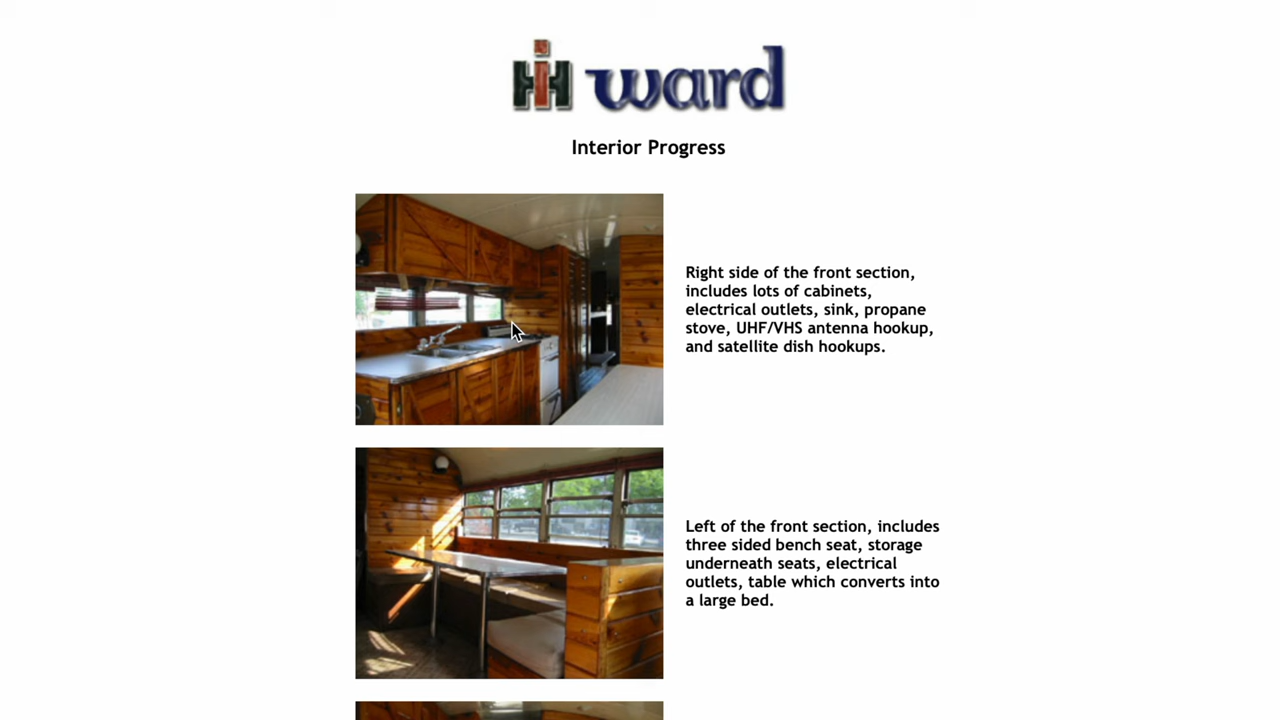 IH ward
Interior Progress
Right side of the front section,
includes lots of cabinets,
electrical outlets, sink, propane
stove, UHF/VHS antenna hookup,
and satellite dish hookups.
Left of the front section, includes
three sided bench seat, storage
underneath seats, electrical
outlets, table which converts into
a large bed.